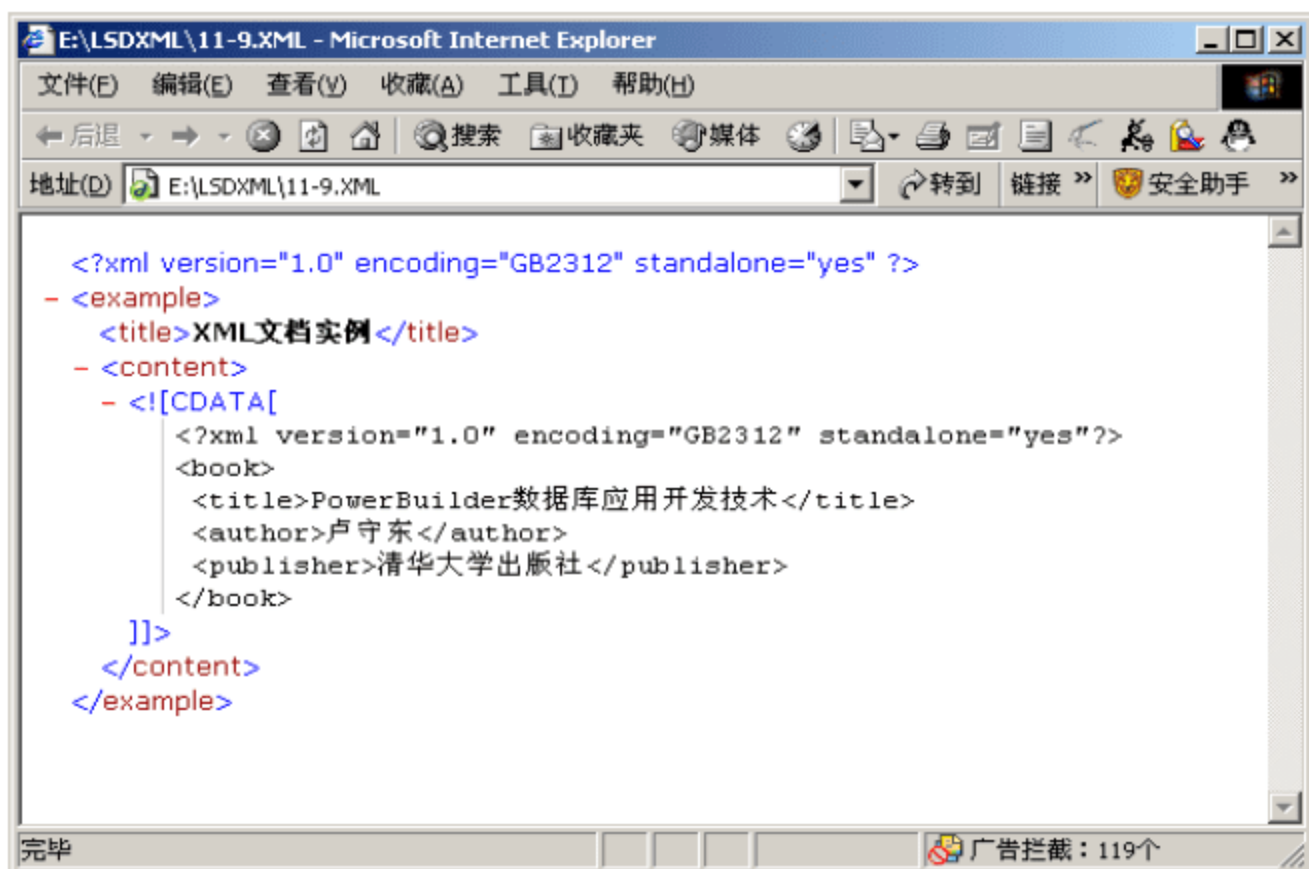 E:\LSDXML\11-9.XML - Microsoft Internet Explorer
文件(F) 编辑(E) 查看(V) 收藏(A) 工具(T) 帮助(H)
后退 搜索 收藏夹 媒体
地址(D) E:\LSDXML\11-9.XML 转到 链接 » 安全助手 »
<?xml version="1.0" encoding="GB2312" standalone="yes" ?>
- <example>
<title>XML文档实例</title>
- <content>
- <![CDATA[
<?xml version="1.0" encoding="GB2312" standalone="yes"?>
<book>
<title>PowerBuilder数据库应用开发技术</title>
<author>卢守东</author>
<publisher>清华大学出版社</publisher>
</book>
]]>
</content>
</example>
完毕 广告拦截：119个